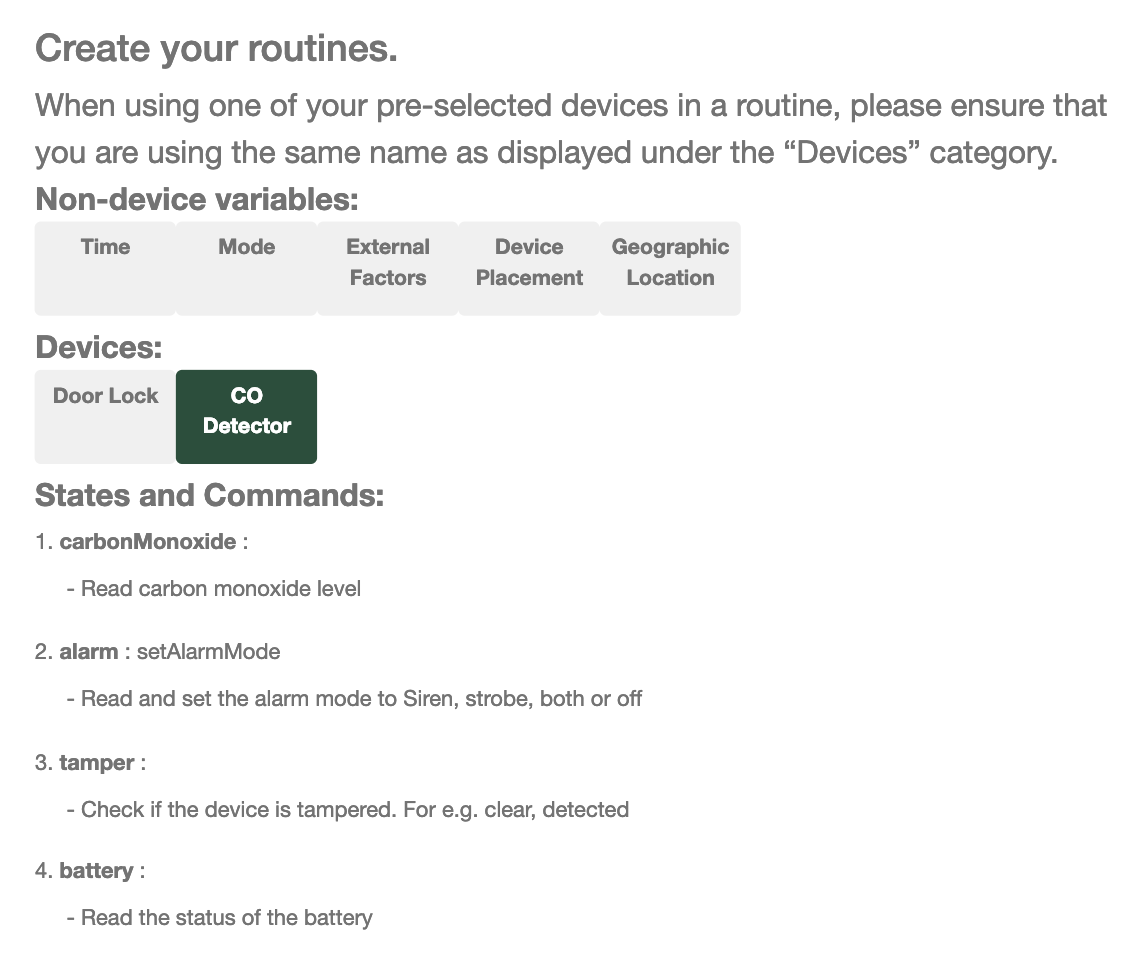 Create your routines.
When using one of your pre-selected devices in a routine, please ensure that
you are using the same name as displayed under the “Devices” category.
Non-device variables:
Time
Mode
External
Factors
Device
Placement
Geographic
Location
Devices:
Door Lock
CO
Detector
States and Commands:
1. carbonMonoxide :
- Read carbon monoxide level
2. alarm : setAlarmMode
- Read and set the alarm mode to Siren, strobe, both or off
3. tamper :
- Check if the device is tampered. For e.g. clear, detected
4. battery :
- Read the status of the battery